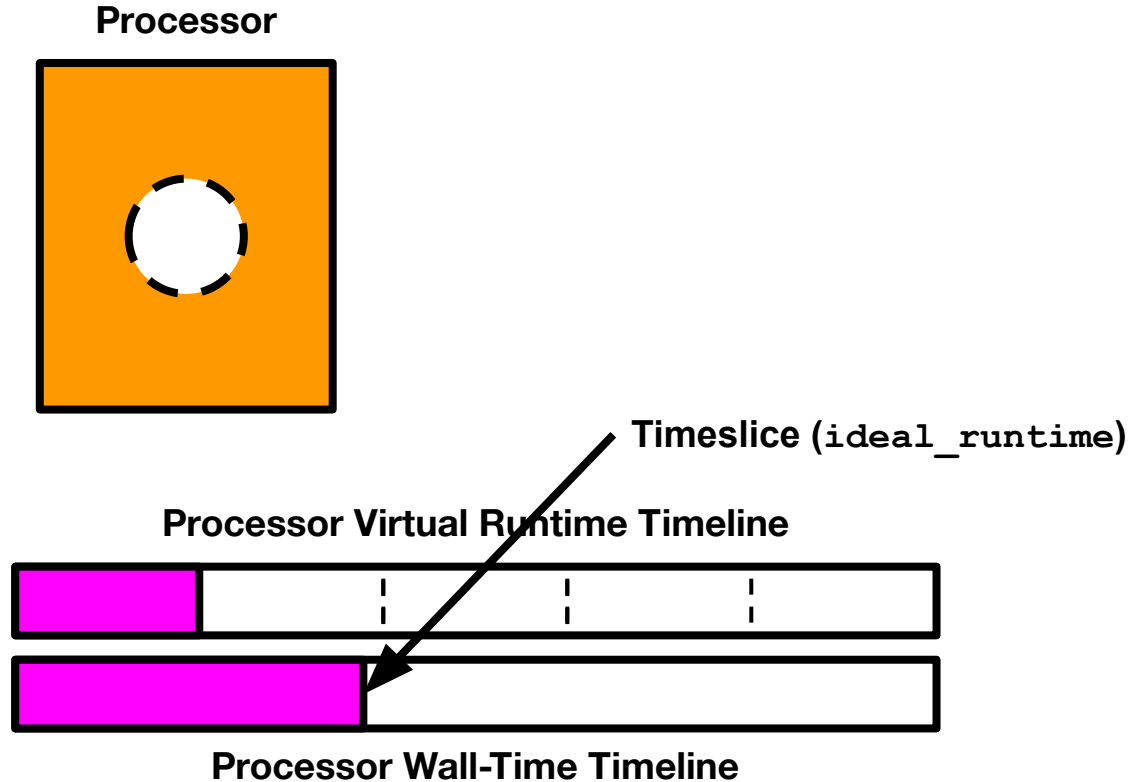 Processor
Timeslice (ideal_runtime)
Processor Virtual Runtime Timeline
Processor Wall-Time Timeline